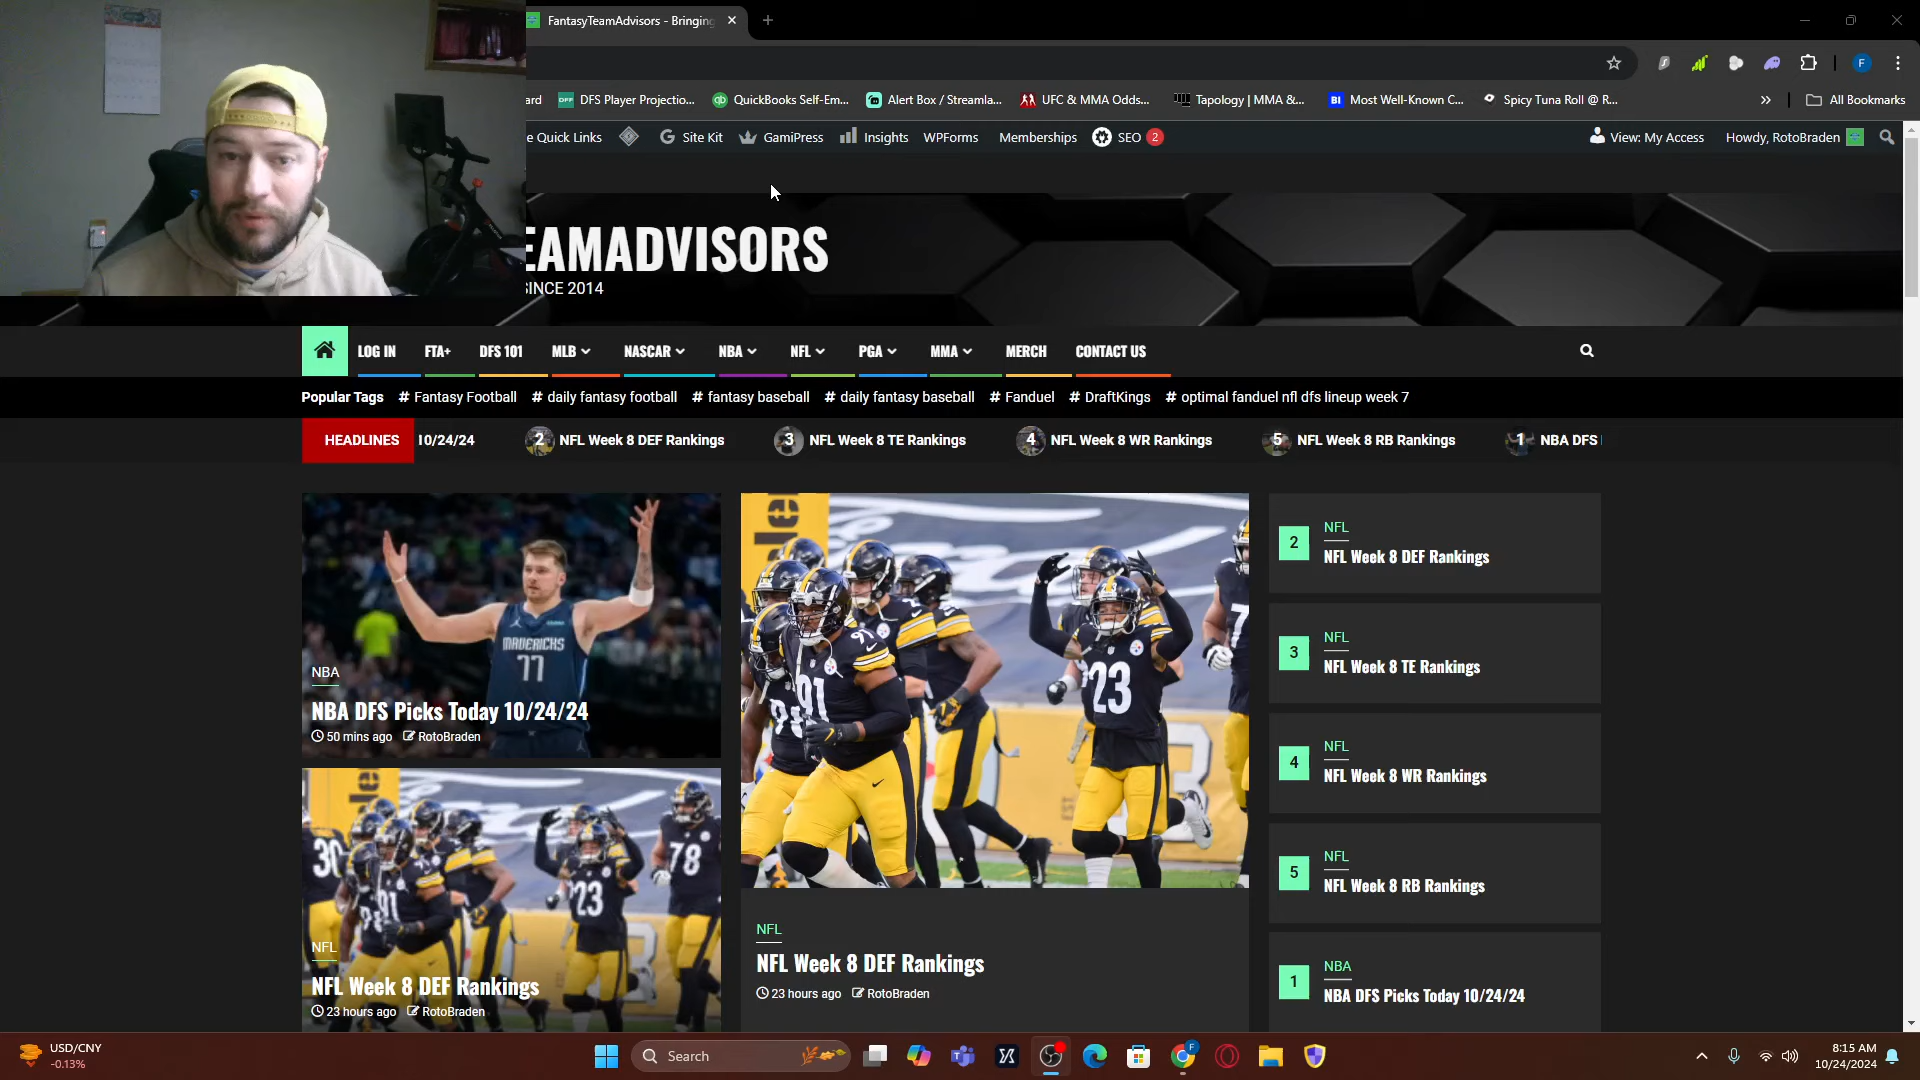 FantasyTeamAdvisors - Bringing
F
ard
DFS Player Projectio...
QuickBooks Self-Em...
Alert Box / Streamla...
UFC & MMA Odds...
Tapology | MMA &...
BI Most Well-Known C...
Spicy Tuna Roll @ R...
» All Bookmarks
e Quick Links
Site Kit
GamiPress
Insights
WPForms
Memberships
SEO 2
View: My Access
Howdy, RotoBraden
EAMADVISORS
SINCE 2014
LOG IN FTA+ DFS 101 MLB NASCAR NBA NFL PGA MMA MERCH CONTACT US
Popular Tags # Fantasy Football # daily fantasy football # fantasy baseball # daily fantasy baseball # Fanduel # DraftKings # optimal fanduel nfl dfs lineup week 7
HEADLINES 10/24/24 2 NFL Week 8 DEF Rankings 3 NFL Week 8 TE Rankings 4 NFL Week 8 WR Rankings 5 NFL Week 8 RB Rankings 1 NBA DFS
MAVERICKS
77
NBA
NBA DFS Picks Today 10/24/24
50 mins ago RotoBraden
30
91
23
78
NFL
NFL Week 8 DEF Rankings
23 hours ago RotoBraden
91
23
NFL
NFL Week 8 DEF Rankings
23 hours ago RotoBraden
2
NFL
NFL Week 8 DEF Rankings
3
NFL
NFL Week 8 TE Rankings
4
NFL
NFL Week 8 WR Rankings
5
NFL
NFL Week 8 RB Rankings
1
NBA
NBA DFS Picks Today 10/24/24
USD/CNY
-0.13%
Search
F
8:15 AM
10/24/2024